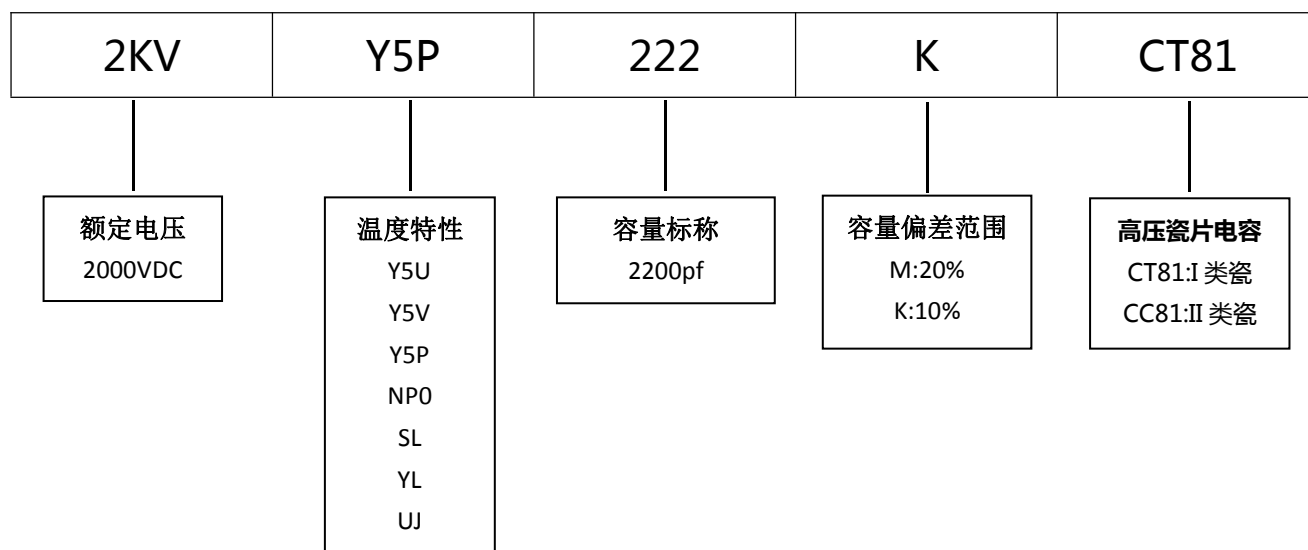 2KV Y5P 222 K CT81
额定电压
2000VDC
温度特性
Y5U
Y5V
Y5P
NP0
SL
YL
UJ
容量标称
2200pf
容量偏差范围
M:20%
K:10%
高压瓷片电容
CT81:I 类瓷
CC81:II 类瓷